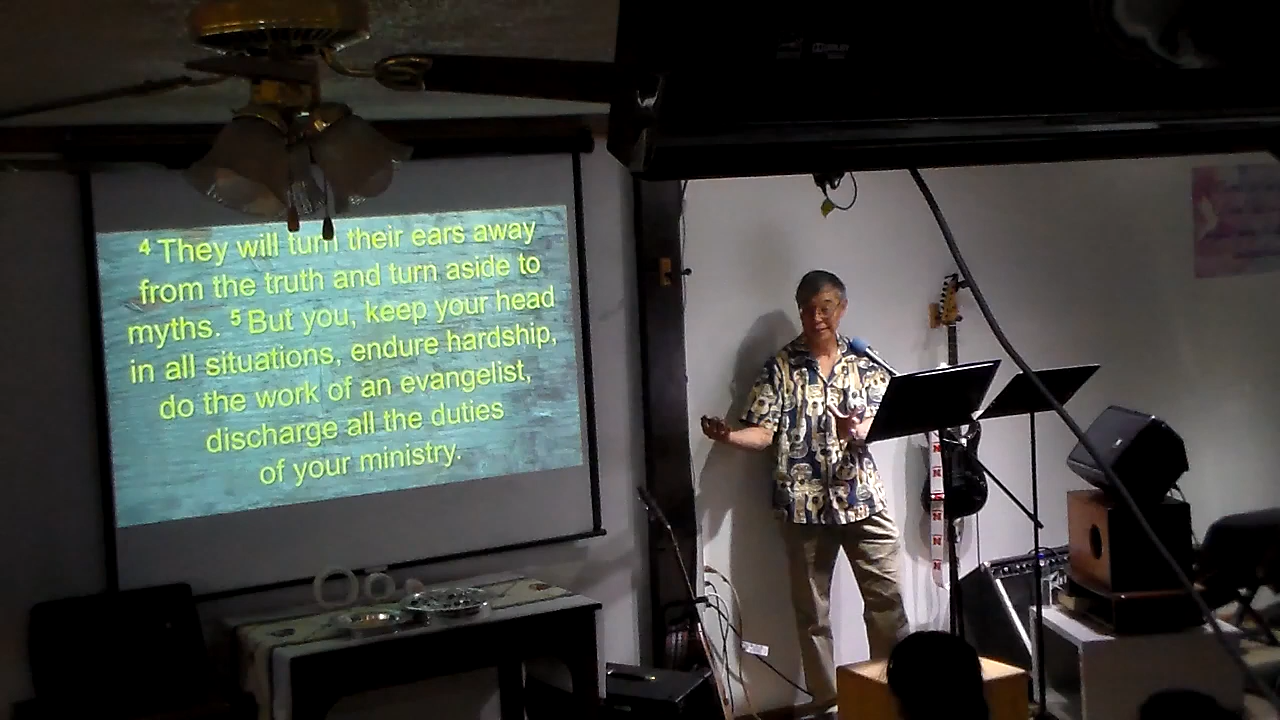 ⁴ They will turn their ears away
from the truth and turn aside to
myths. ⁵ But you, keep your head
in all situations, endure hardship,
do the work of an evangelist,
discharge all the duties
of your ministry.
DOLBY